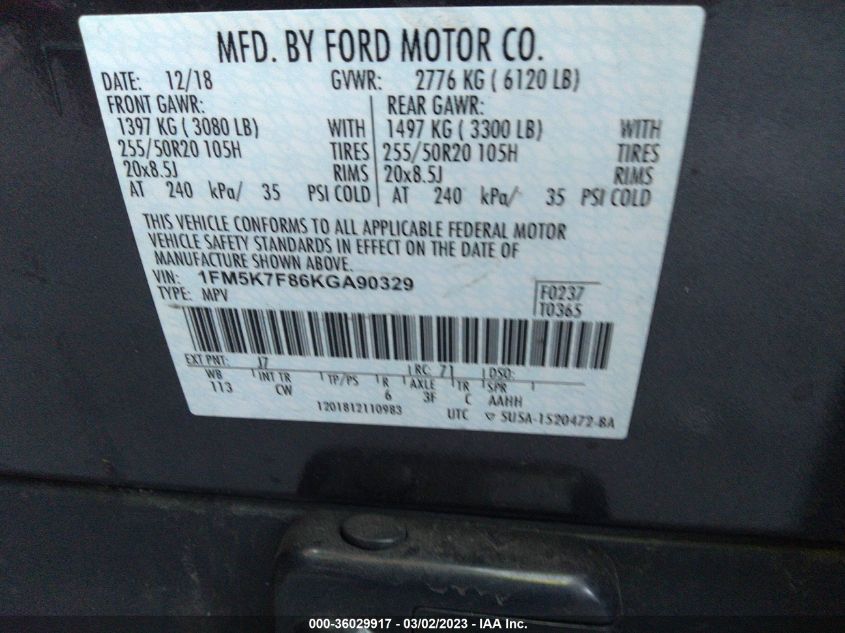 MFD. BY FORD MOTOR CO.
DATE: 12/18 GVWR: 2776 KG ( 6120 LB)
FRONT GAWR: REAR GAWR:
1397 KG ( 3080 LB) WITH 1497 KG ( 3300 LB) WITH
255/50R20 105H TIRES 255/50R20 105H TIRES
20x8.5J RIMS 20x8.5J RIMS
AT 240 kPa/ 35 PSI COLD AT 240 kPa/ 35 PSI COLD
THIS VEHICLE CONFORMS TO ALL APPLICABLE FEDERAL MOTOR
VEHICLE SAFETY STANDARDS IN EFFECT ON THE DATE OF
MANUFACTURE SHOWN ABOVE.
VIN: 1FM5K7F86KGA90329
TYPE: MPV
F0237
T0365
EXT PNT: J7 RC: 71 DSO:
WB INT TR TP/PS R AXLE TR SPR
113 CW 6 3F C AAHH
1201812110983 UTC ▽ 5U5A-1520472-BA
000-36029917 - 03/02/2023 - IAA Inc.